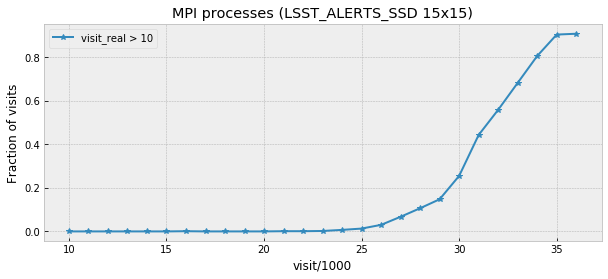 MPI processes (LSST_ALERTS_SSD 15x15)
visit_real > 10
Fraction of visits
0.8
0.6
0.4
0.2
0.0
10 15 20 25 30 35
visit/1000